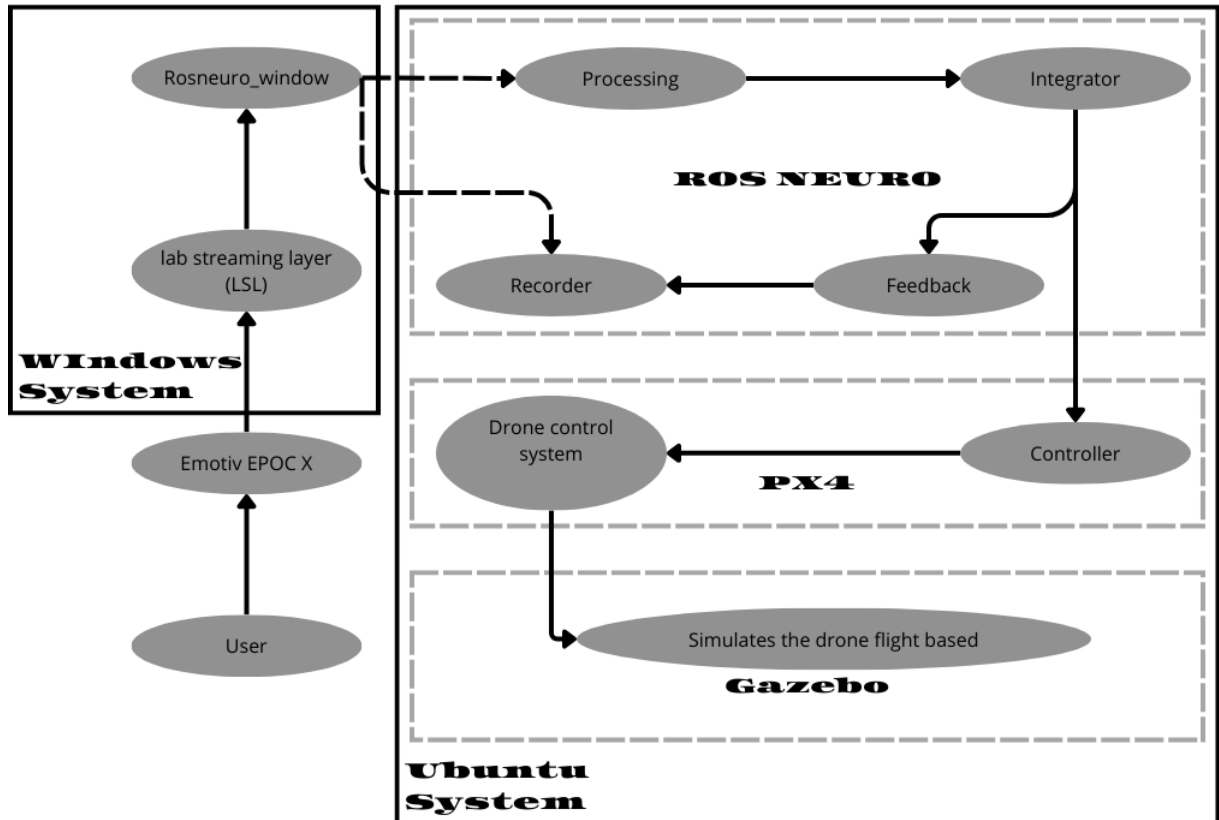 Rosneuro_window
lab streaming layer
(LSL)
WIndows
System
Emotiv EPOC X
User
Processing
Integrator
ROS NEURO
Recorder
Feedback
Drone control
system
Controller
PX4
Simulates the drone flight based
Gazebo
Ubuntu
System